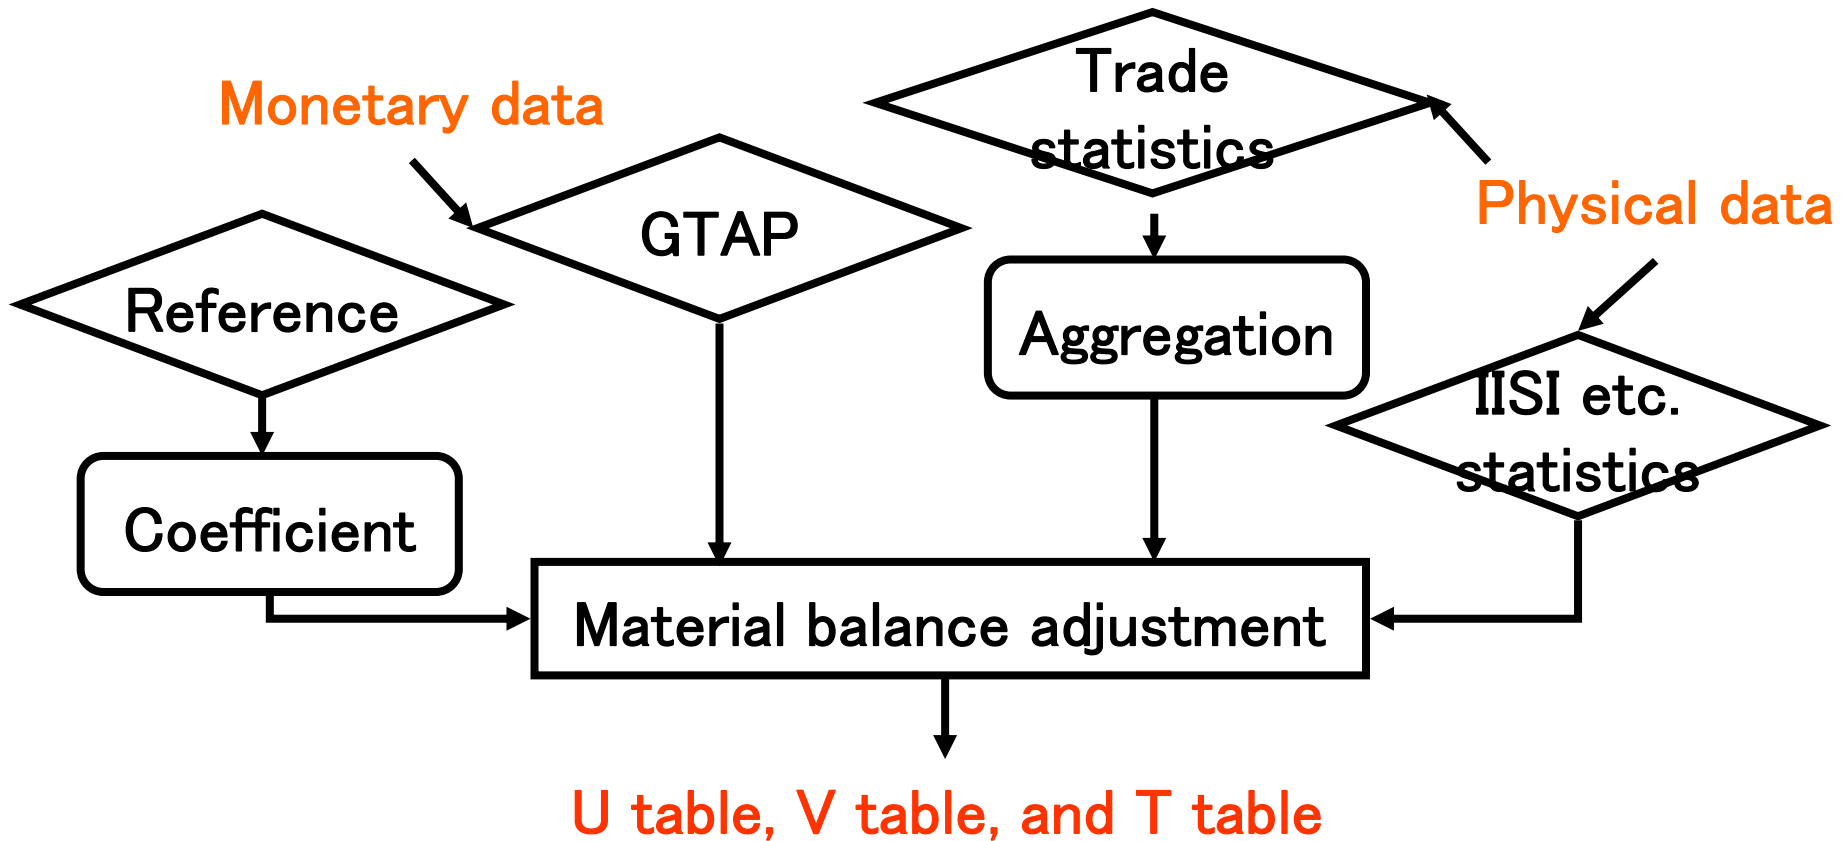 Trade
statistics
Monetary data
Physical data
GTAP
Reference
Aggregation
IISI etc.
statistics
Coefficient
Material balance adjustment
U table, V table, and T table